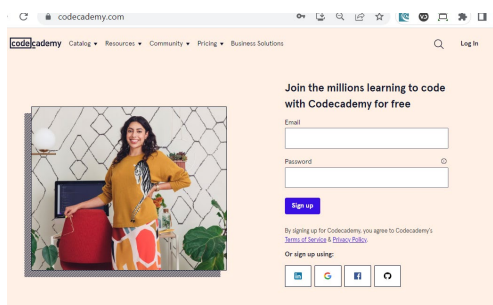 codecademy.com
codecademy Catalog Resources Community Pricing Business Solutions Log In
Join the millions learning to code
with Codecademy for free
Email
Password
Sign up
By signing up for Codecademy, you agree to Codecademy's
Terms of Service & Privacy Policy.
Or sign up using:
in G f